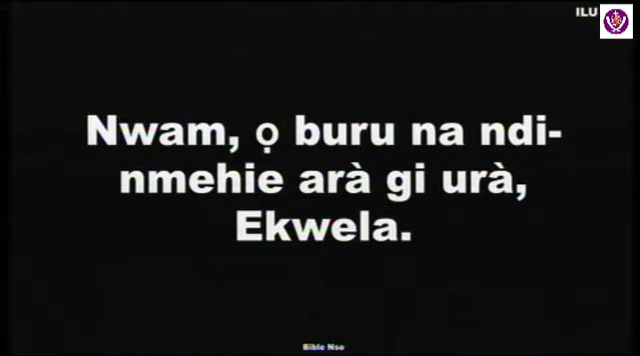 ILU
Nwam, ọ buru na ndi-
nmehie arà gi urà,
Ekwela.
Bible Nso